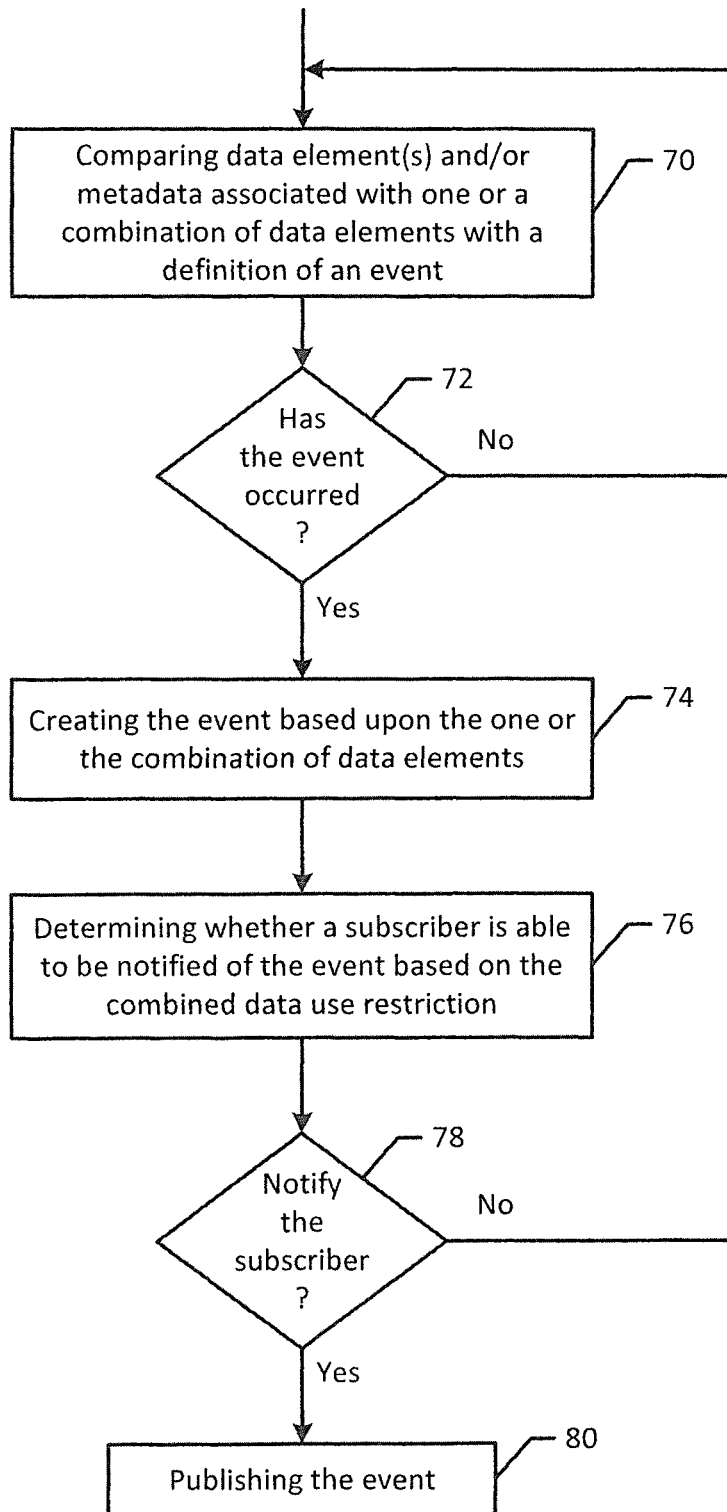 Comparing data element(s) and/or
metadata associated with one or a
combination of data elements with a
definition of an event
70
72
Has
the event
occurred
?
No
Yes
Creating the event based upon the one or
the combination of data elements
74
Determining whether a subscriber is able
to be notified of the event based on the
combined data use restriction
76
78
Notify
the
subscriber
?
No
Yes
80
Publishing the event